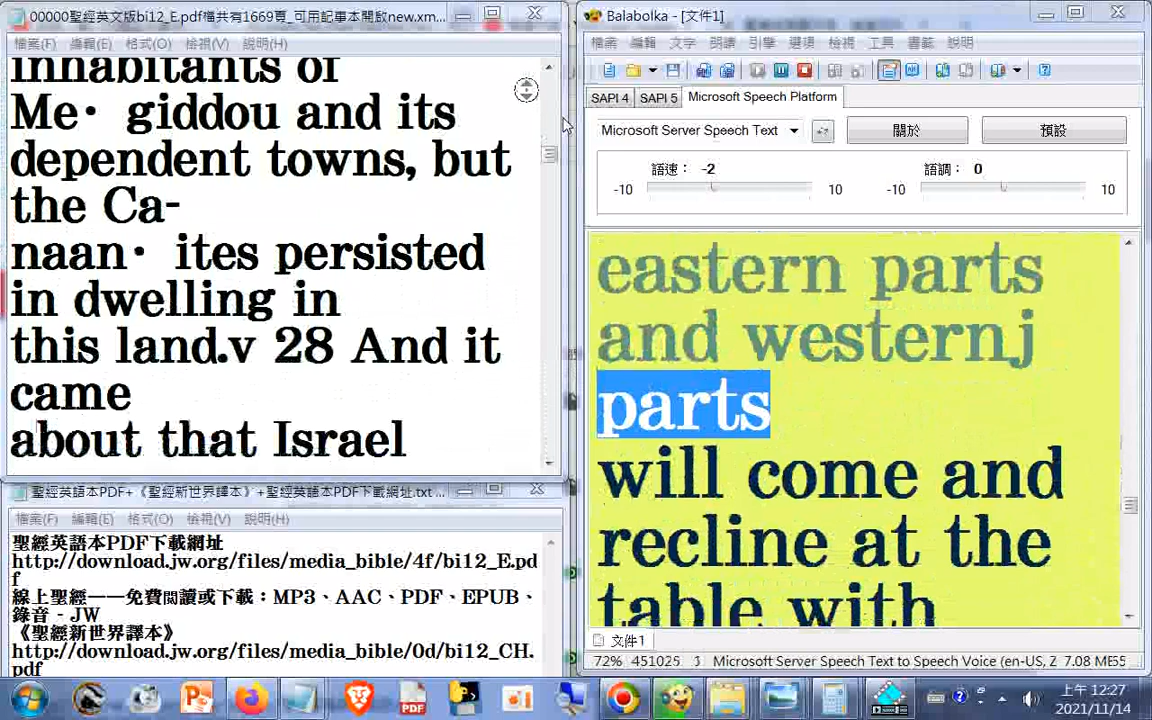 00000聖經英文版bi12_E.pdf檔共有1669頁_可用記事本開啟new.xm...
檔案(F) 編輯(E) 格式(O) 檢視(V) 說明(H)
inhabitants of
Me· giddou and its
dependent towns, but
the Ca-
naan· ites persisted
in dwelling in
this land.v 28 And it
came
about that Israel
聖經英語本PDF+《聖經新世界譯本》+聖經英語本PDF下載網址.txt ...
檔案(F) 編輯(E) 格式(O) 檢視(V) 說明(H)
聖經英語本PDF下載網址
http://download.jw.org/files/media_bible/4f/bi12_E.pd
f
線上聖經——免費閱讀或下載：MP3、AAC、PDF、EPUB、
錄音 - JW
《聖經新世界譯本》
http://download.jw.org/files/media_bible/0d/bi12_CH.
pdf
Balabolka - [文件1]
檔案 編輯 文字 朗讀 引擎 選項 檢視 工具 書籤 說明
SAPI 4 SAPI 5 Microsoft Speech Platform
Microsoft Server Speech Text 關於 預設
語速： -2 語調： 0
-10 10 -10 10
eastern parts
and westernj
parts
will come and
recline at the
table with
文件1
72% 451025 Microsoft Server Speech Text to Speech Voice (en-US, Z 7.08 ME55
PDF
上午 12:27
2021/11/14